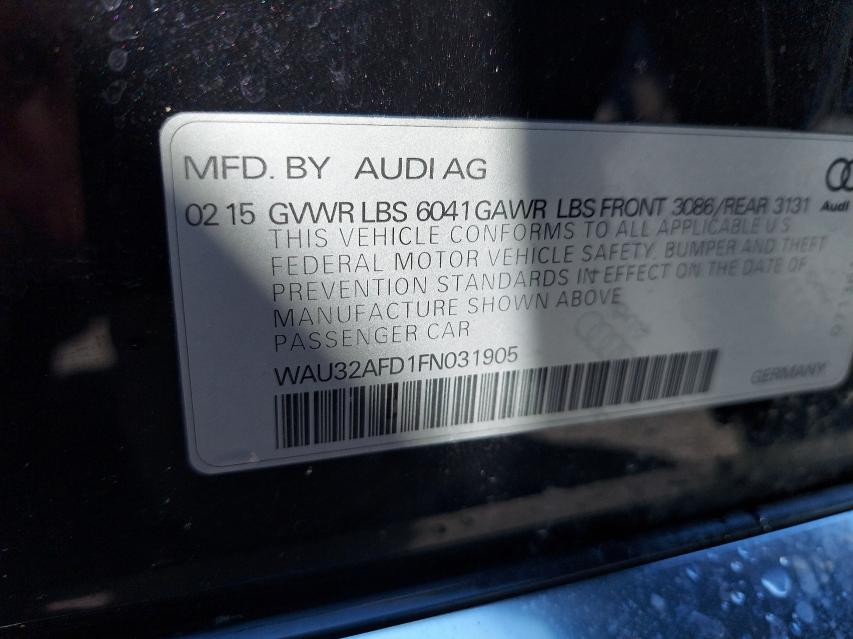 MFD. BY AUDI AG
02 15 GVWR LBS 6041 GAWR LBS FRONT 3086/REAR 3131
Audi
THIS VEHICLE CONFORMS TO ALL APPLICABLE U.S.
FEDERAL MOTOR VEHICLE SAFETY, BUMPER AND THEFT
PREVENTION STANDARDS IN EFFECT ON THE DATE OF
MANUFACTURE SHOWN ABOVE
PASSENGER CAR
WAU32AFD1FN031905
GERMANY